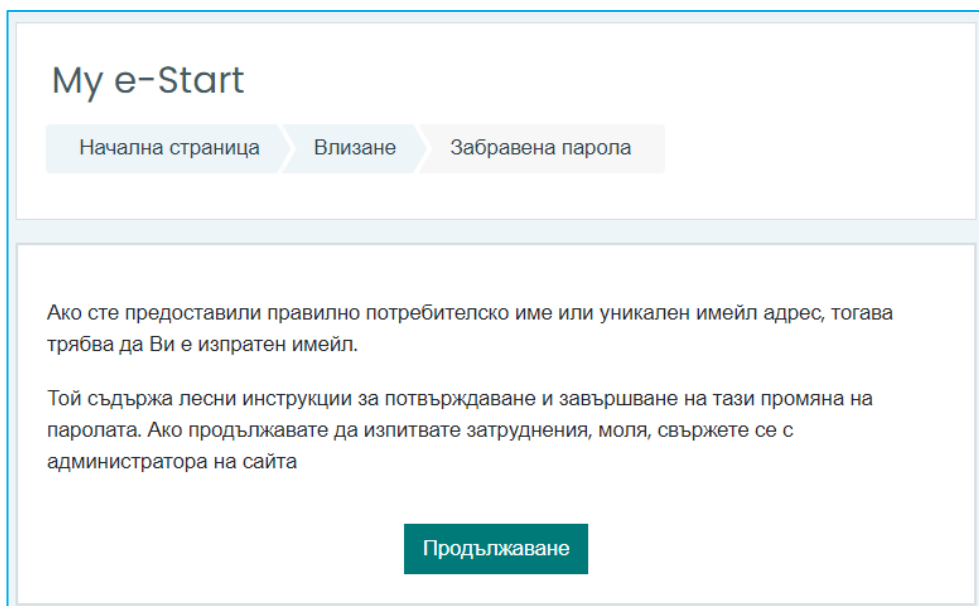 My e-Start
Начална страница Влизане Забравена парола
Ако сте предоставили правилно потребителско име или уникален имейл адрес, тогава
трябва да Ви е изпратен имейл.
Той съдържа лесни инструкции за потвърждаване и завършване на тази промяна на
паролата. Ако продължавате да изпитвате затруднения, моля, свържете се с
администратора на сайта
Продължаване